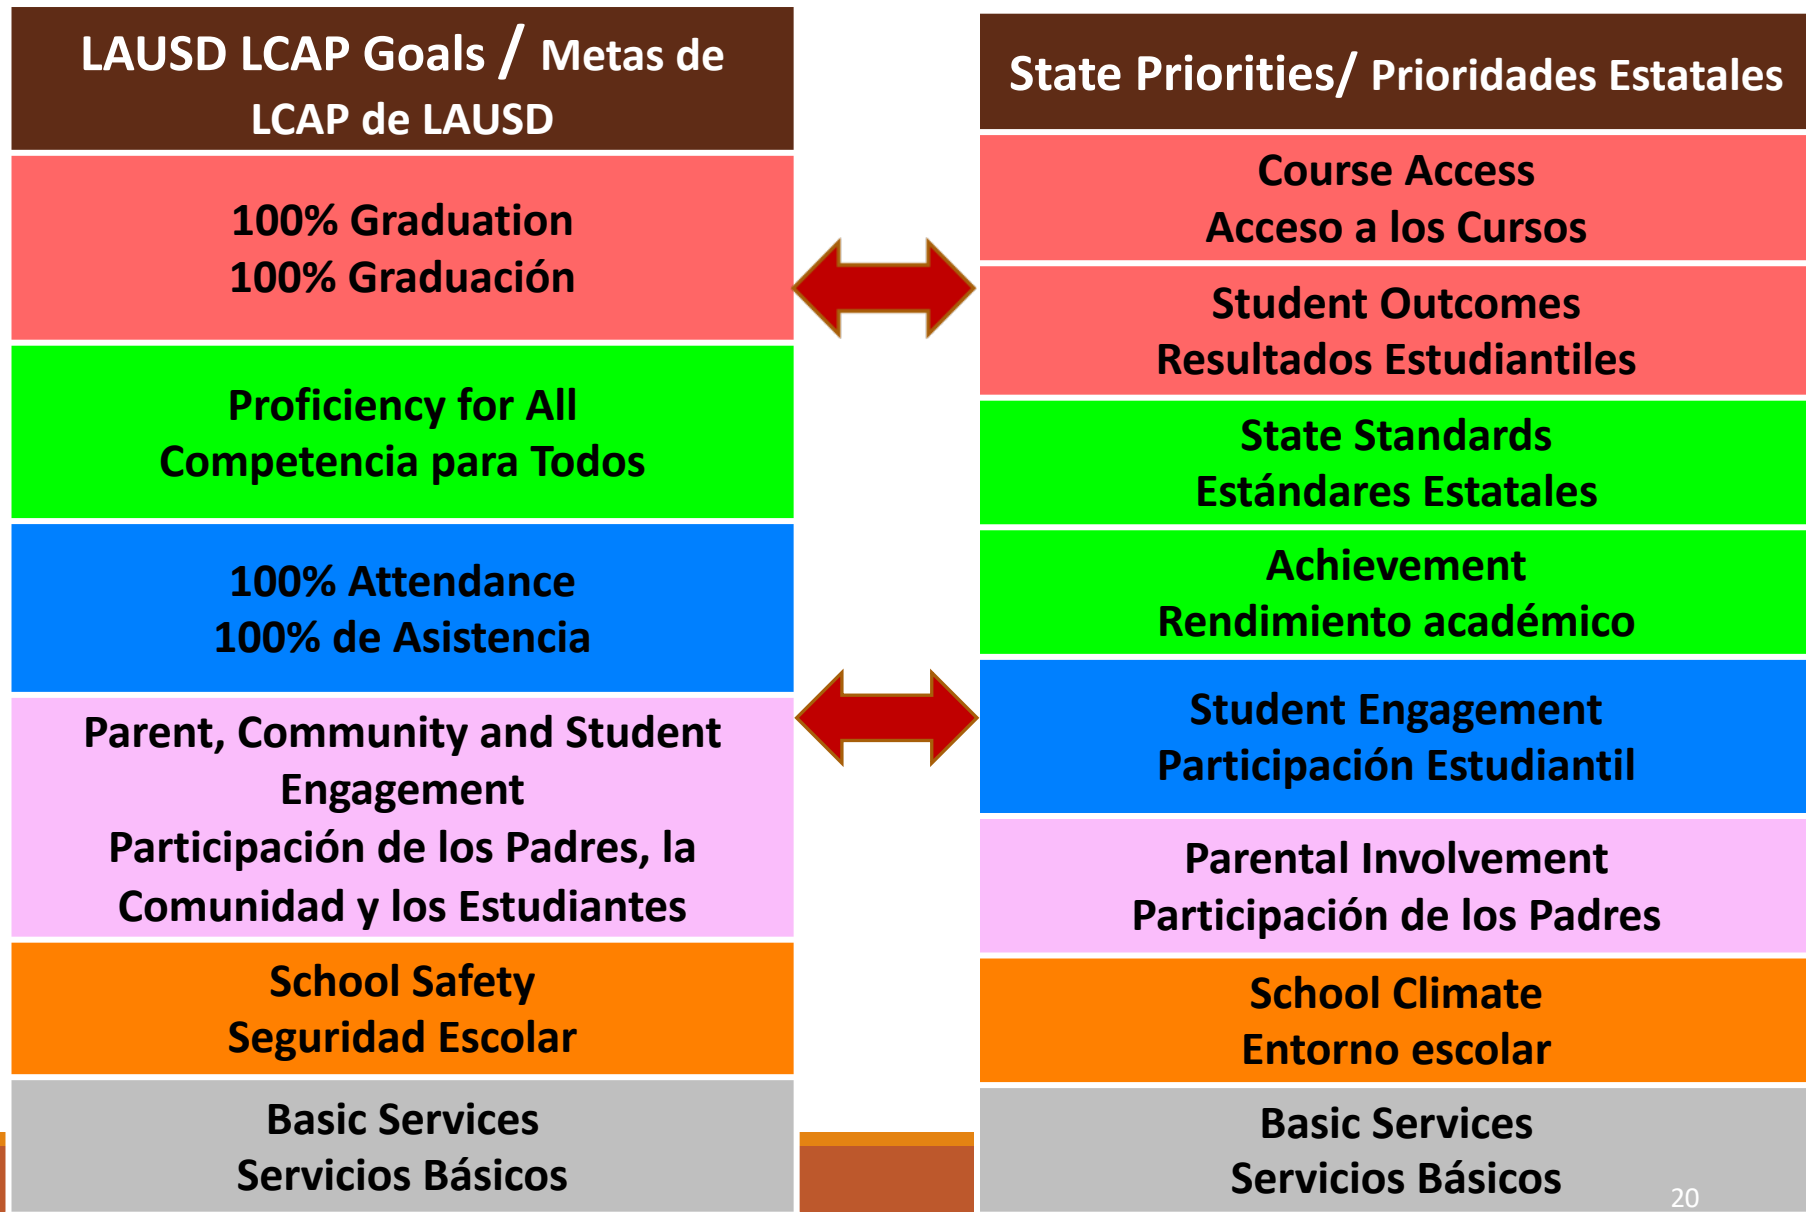 LAUSD LCAP Goals / Metas de
LCAP de LAUSD
100% Graduation
100% Graduación
Proficiency for All
Competencia para Todos
100% Attendance
100% de Asistencia
Parent, Community and Student
Engagement
Participación de los Padres, la
Comunidad y los Estudiantes
School Safety
Seguridad Escolar
Basic Services
Servicios Básicos
State Priorities/ Prioridades Estatales
Course Access
Acceso a los Cursos
Student Outcomes
Resultados Estudiantiles
State Standards
Estándares Estatales
Achievement
Rendimiento académico
Student Engagement
Participación Estudiantil
Parental Involvement
Participación de los Padres
School Climate
Entorno escolar
Basic Services
Servicios Básicos
20